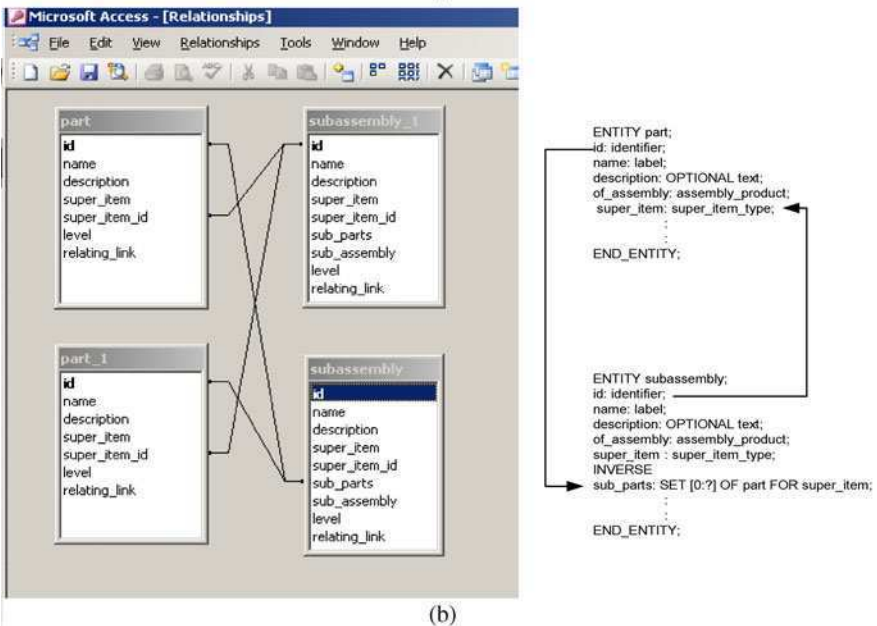 Microsoft Access - [Relationships]
File Edit View Relationships Tools Window Help
part
id
name
description
super_item
super_item_id
level
relating_link
subassembly_1
id
name
description
super_item
super_item_id
sub_parts
sub_assembly
level
relating_link
part_1
id
name
description
super_item
super_item_id
level
relating_link
subassembly
id
name
description
super_item
super_item_id
sub_parts
sub_assembly
level
relating_link
ENTITY part;
id: identifier;
name: label;
description: OPTIONAL text;
of_assembly: assembly_product;
super_item: super_item_type;
END_ENTITY;
ENTITY subassembly;
id: identifier;
name: label;
description: OPTIONAL text;
of_assembly: assembly_product;
super_item : super_item_type;
INVERSE
sub_parts: SET [0:?] OF part FOR super_item;
END_ENTITY;
(b)